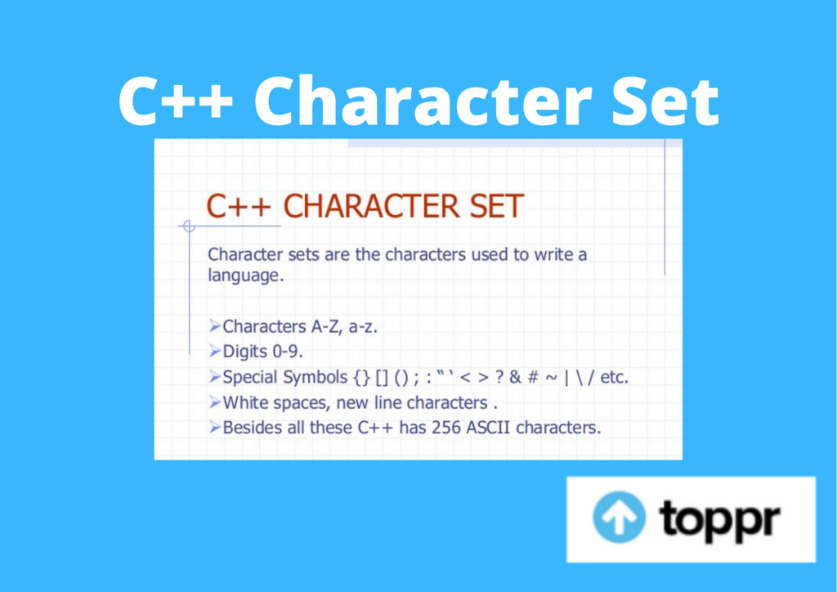 C++ Character Set
C++ CHARACTER SET
Character sets are the characters used to write a
language.
➢Characters A-Z, a-z.
➢Digits 0-9.
➢Special Symbols {} [] () ; : “ ‘ < > ? & # ~ | \ / etc.
➢White spaces, new line characters .
➢Besides all these C++ has 256 ASCII characters.
toppr